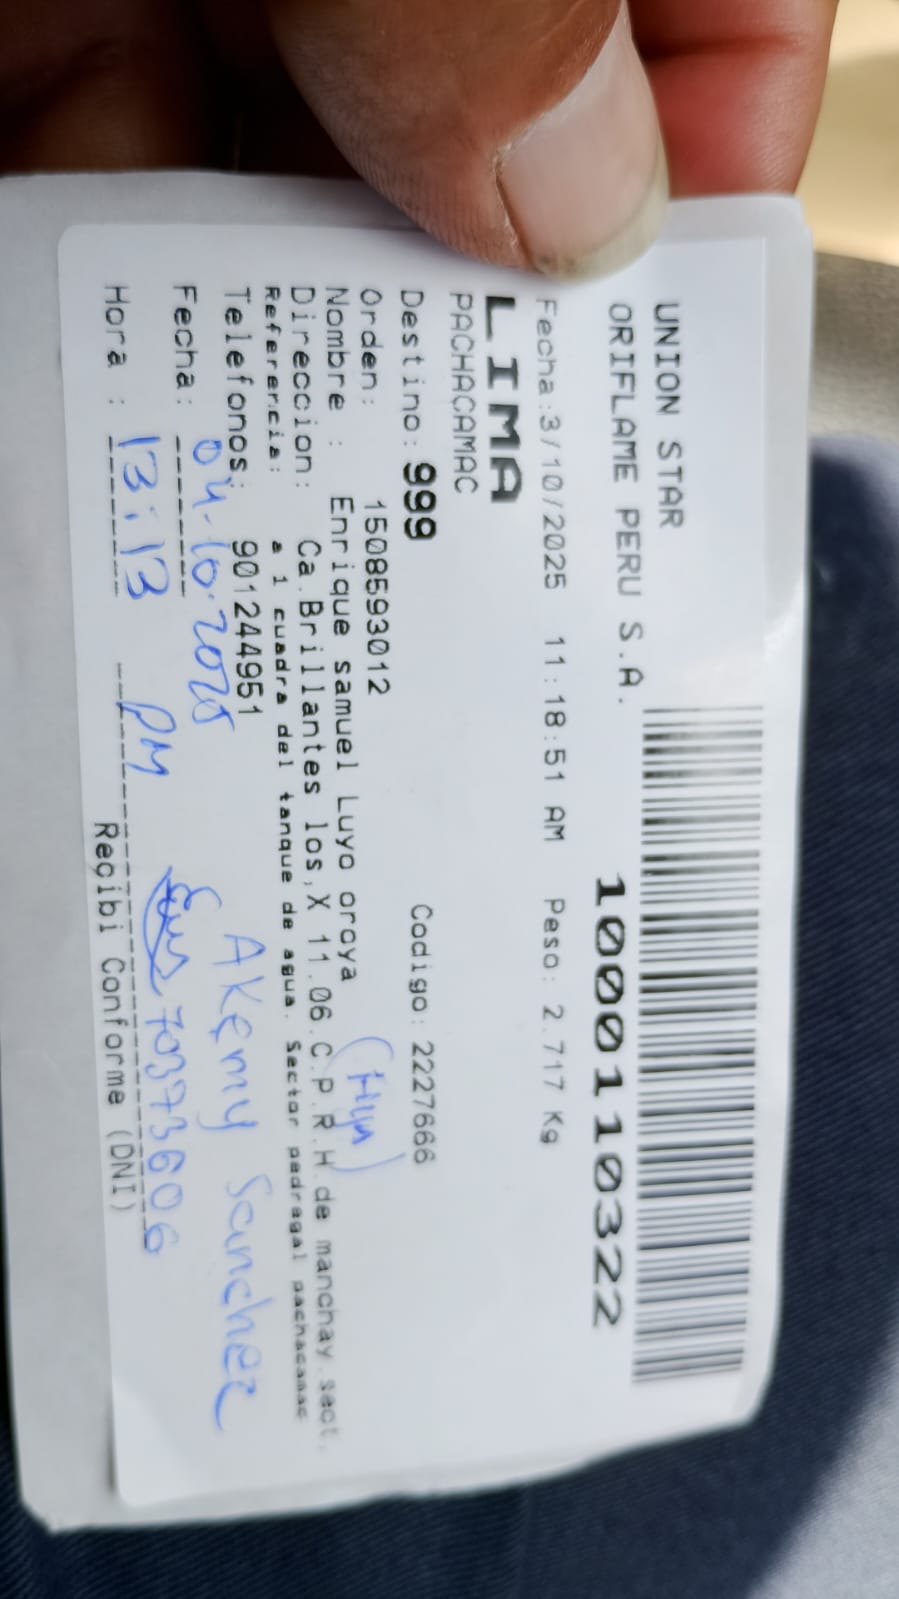 UNION STAR
ORIFLAME PERU S.A.
10001103​22
Fecha:3/10/2025 11:18:51 AM Peso: 2.717 Kg
LIMA
PACHACAMAC
Destino: 999 Codigo: 2227666
Orden: 1508593012
Nombre : Enrique samuel Luyo oroya
Direccion: Ca.Brillantes los,X 11.06.C.P.R.H.de manchay.sect.
Referencia: a 1 cuadra del tanque de agua. Sector pedregal pachacamac
Telefonos: 901244951
Akemy Sanchez
Fecha: 04-10-2025
70373606
Hora : 13:13 PM
Recibi Conforme (DNI)